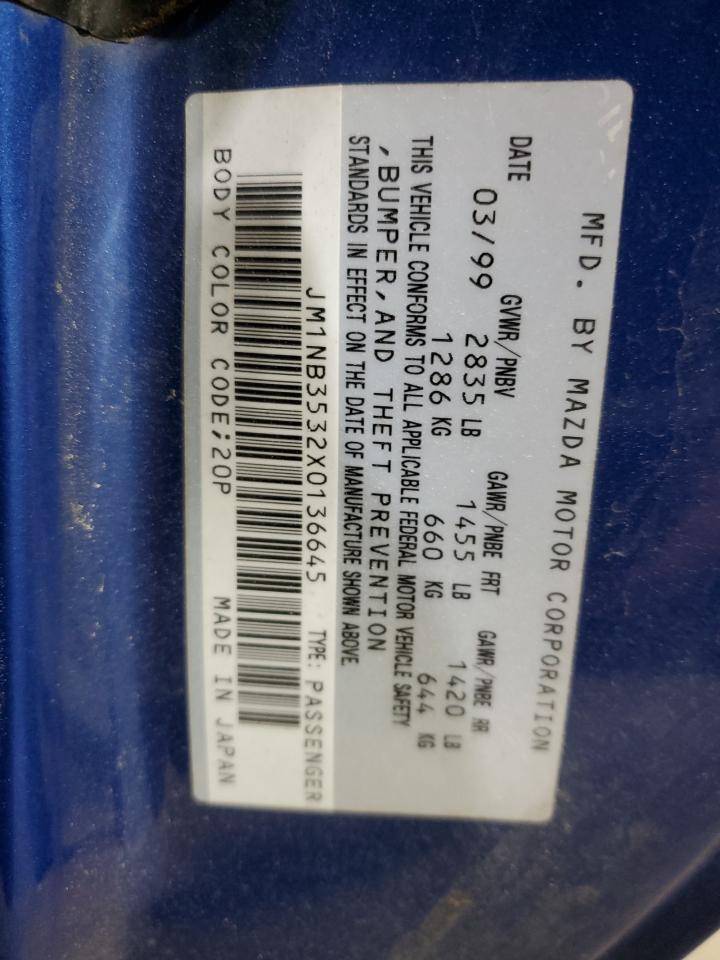 MFD. BY MAZDA MOTOR CORPORATION
DATE GVWR/PNBV GAWR/PNBE FRT GAWR/PNBE RR
03/99 2835 LB 1455 LB 1420 LB
1286 KG 660 KG 644 KG
THIS VEHICLE CONFORMS TO ALL APPLICABLE FEDERAL MOTOR VEHICLE SAFETY
, BUMPER, AND THEFT PREVENTION
STANDARDS IN EFFECT ON THE DATE OF MANUFACTURE SHOWN ABOVE.
JM1NB3532X0136645 TYPE: PASSENGER
BODY COLOR CODE;20P MADE IN JAPAN